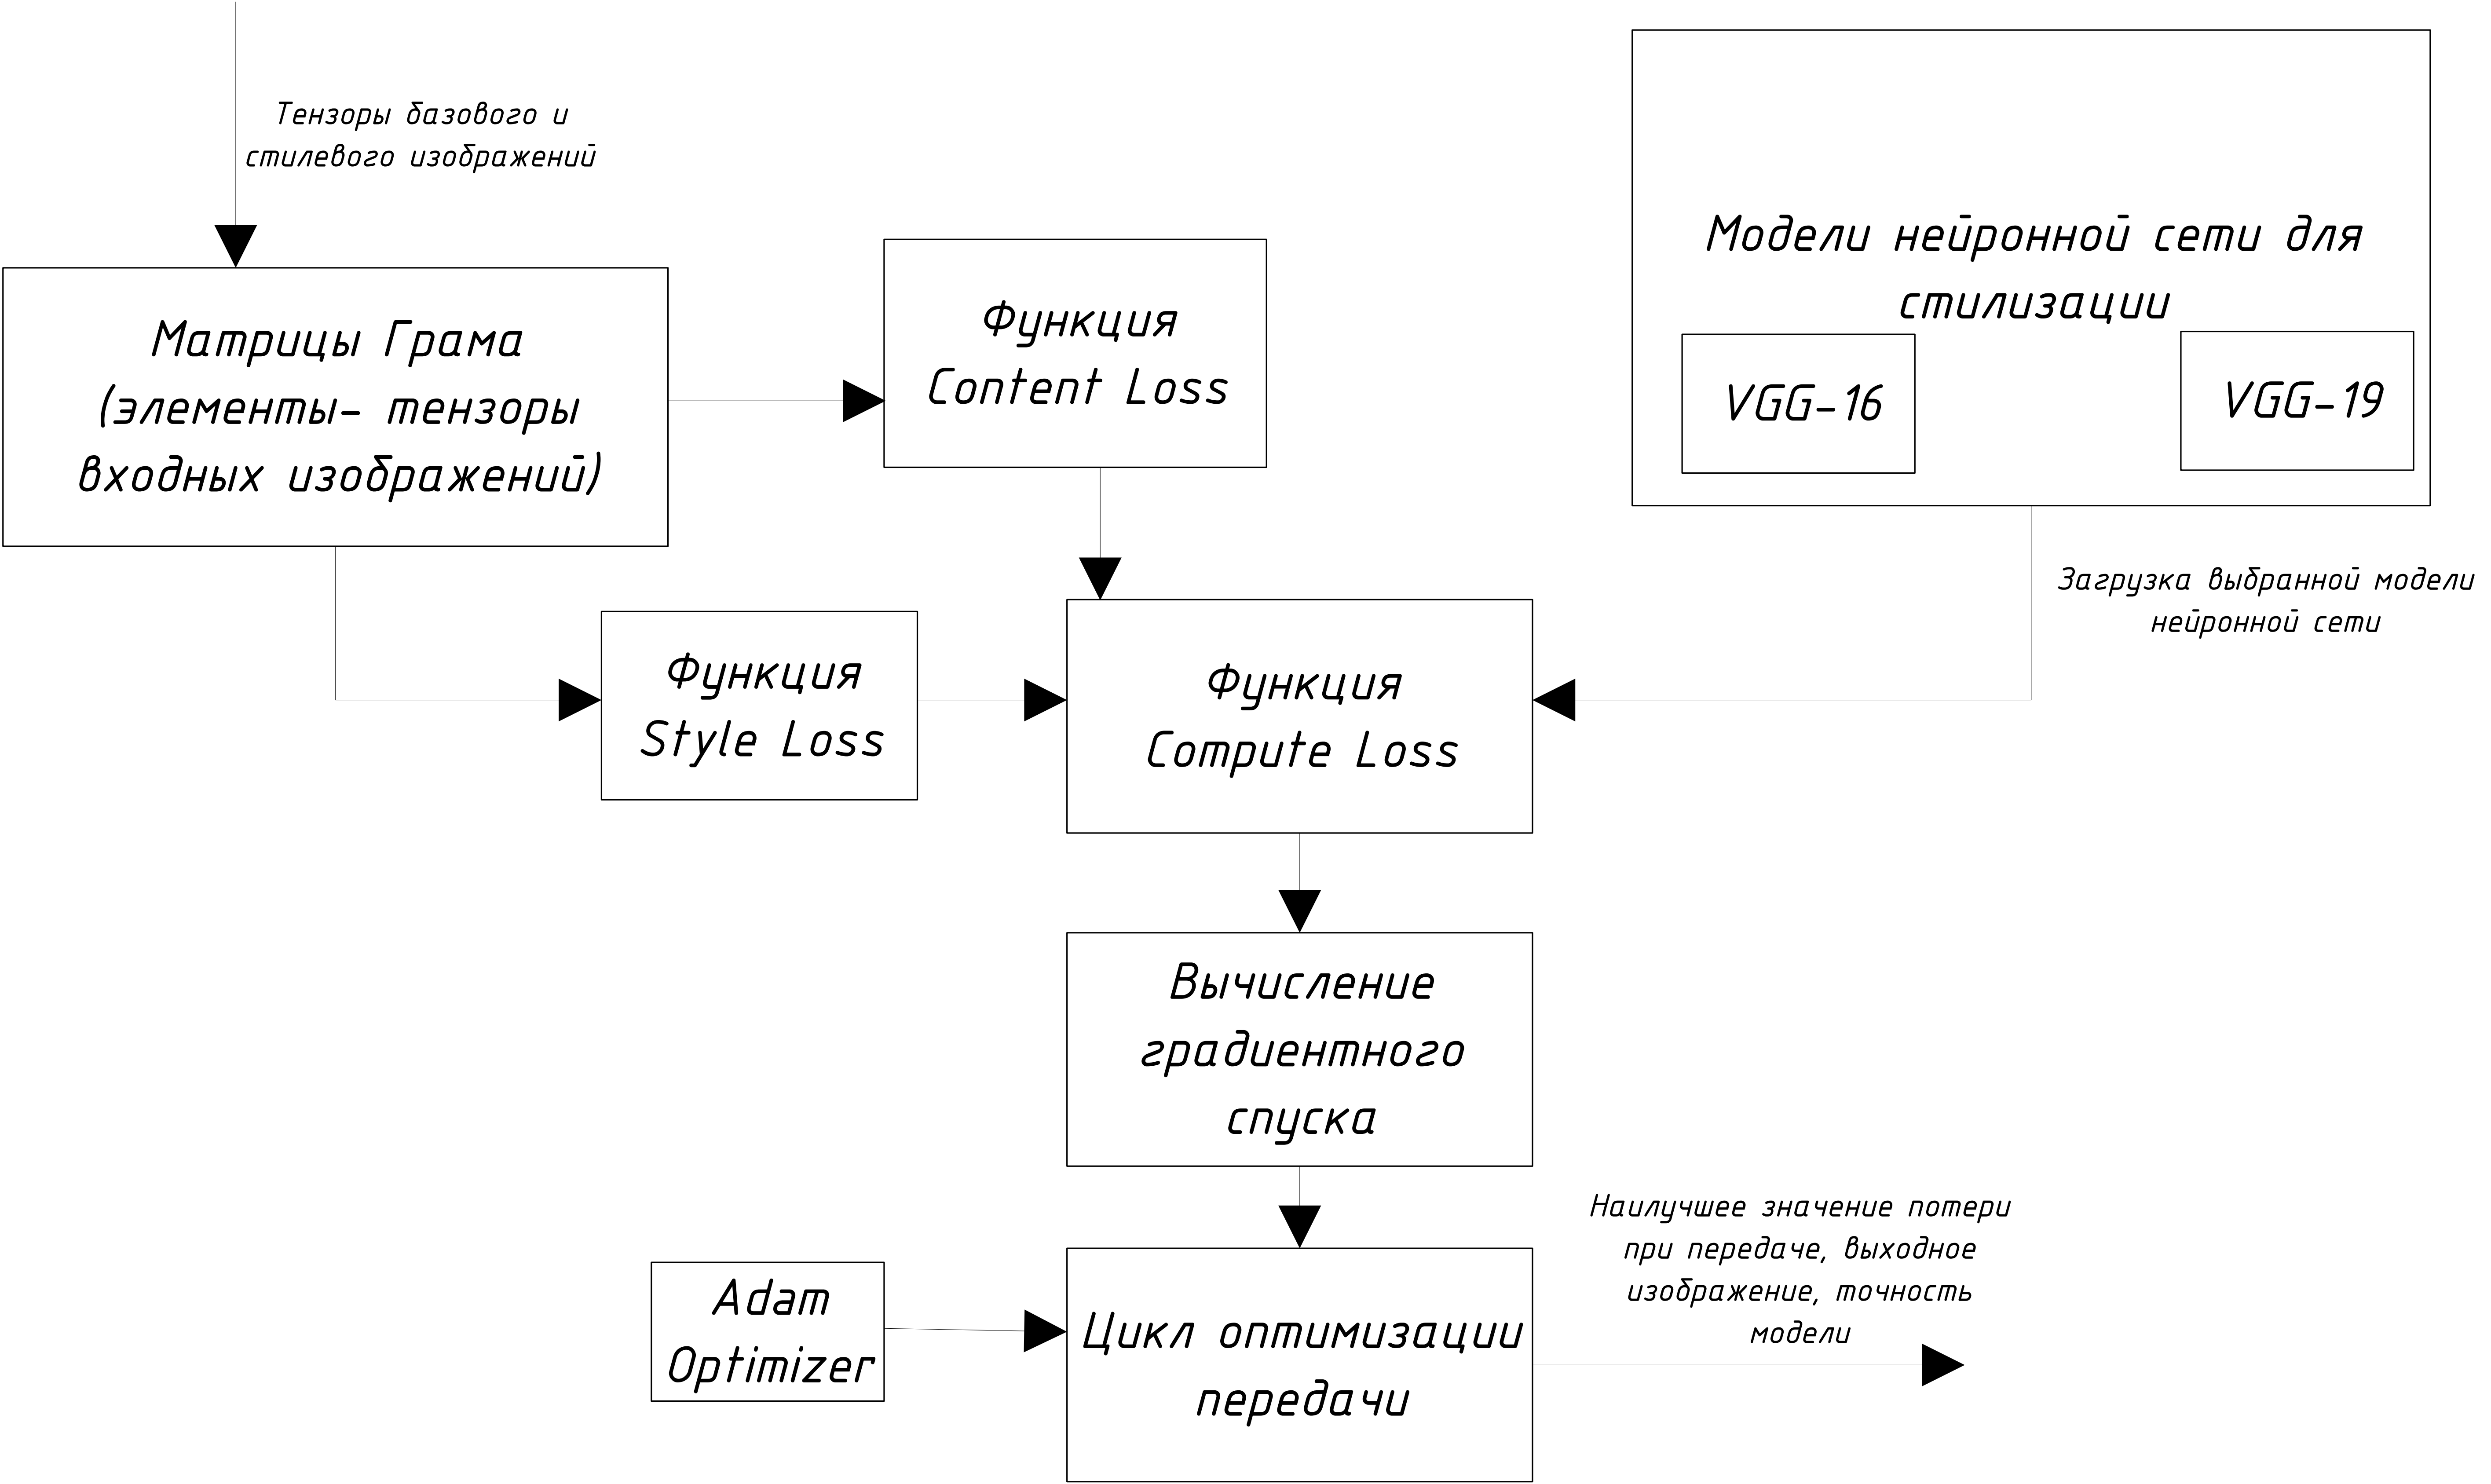 Тензоры базового и
стилевого изображений
Матрицы Грама
(элементы- тензоры
входных изображений)
Функция
Content Loss
Модели нейронной сети для
стилизации
VGG-16
VGG-19
Загрузка выбранной модели
нейронной сети
Функция
Style Loss
Функция
Compute Loss
Вычисление
градиентного
спуска
Adam
Optimizer
Цикл оптимизации
передачи
Наилучшее значение потери
при передаче, выходное
изображение, точность
модели